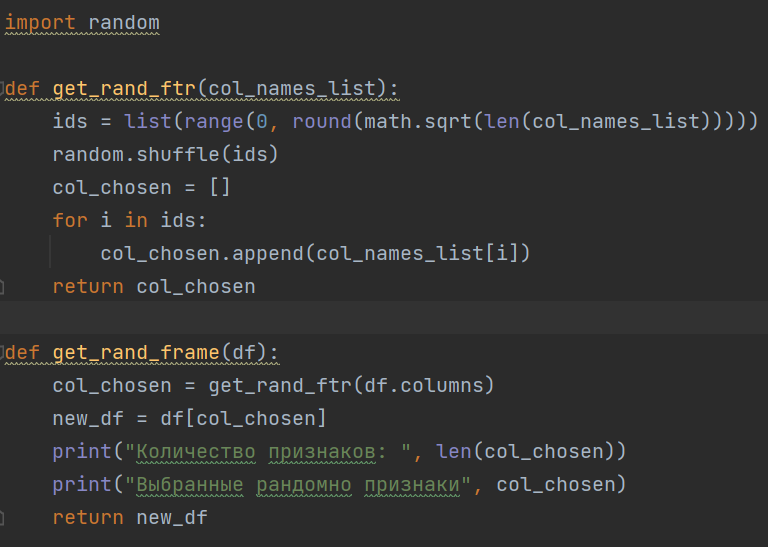 import random
def get_rand_ftr(col_names_list):
    ids = list(range(0, round(math.sqrt(len(col_names_list)))))
    random.shuffle(ids)
    col_chosen = []
    for i in ids:
        col_chosen.append(col_names_list[i])
    return col_chosen
def get_rand_frame(df):
    col_chosen = get_rand_ftr(df.columns)
    new_df = df[col_chosen]
    print("Количество признаков: ", len(col_chosen))
    print("Выбранные рандомно признаки", col_chosen)
    return new_df